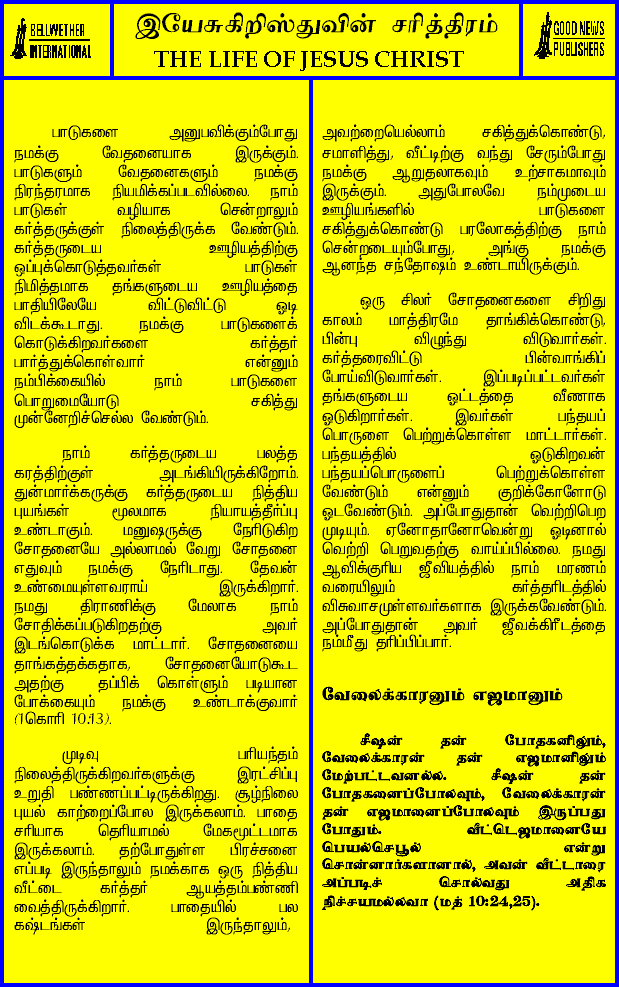 BELLWETHER
INTERNATIONAL
இயேசுகிறிஸ்துவின் சரித்திரம்
THE LIFE OF JESUS CHRIST
GOOD NEWS
PUBLISHERS
பாடுகளை அனுபவிக்கும்போது
நமக்கு வேதனையாக இருக்கும்.
பாடுகளும் வேதனைகளும் நமக்கு
நிரந்தரமாக நியமிக்கப்படவில்லை. நாம்
பாடுகள் வழியாக சென்றாலும்
கர்த்தருக்குள் நிலைத்திருக்க வேண்டும்.
கர்த்தருடைய ஊழியத்திற்கு
ஒப்புக்கொடுத்தவர்கள் பாடுகள்
நிமித்தமாக தங்களுடைய ஊழியத்தை
பாதியிலேயே விட்டுவிட்டு ஓடி
விடக்கூடாது. நமக்கு பாடுகளைக்
கொடுக்கிறவர்களை கர்த்தர்
பார்த்துக்கொள்வார் என்னும்
நம்பிக்கையில் நாம் பாடுகளை
பொறுமையோடு சகித்து
முன்னேறிச்செல்ல வேண்டும்.
நாம் கர்த்தருடைய பலத்த
கரத்திற்குள் அடங்கியிருக்கிறோம்.
துன்மார்க்கருக்கு கர்த்தருடைய நித்திய
புயங்கள் மூலமாக நியாயத்தீர்ப்பு
உண்டாகும். மனுஷருக்கு நேரிடுகிற
சோதனையே அல்லாமல் வேறு சோதனை
எதுவும் நமக்கு நேரிடாது. தேவன்
உண்மையுள்ளவராய் இருக்கிறார்.
நமது திராணிக்கு மேலாக நாம்
சோதிக்கப்படுகிறதற்கு அவர்
இடங்கொடுக்க மாட்டார். சோதனையை
தாங்கத்தக்கதாக, சோதனையோடுகூட
அதற்கு தப்பிக் கொள்ளும் படியான
போக்கையும் நமக்கு உண்டாக்குவார்
(1கொரி 10:13).
முடிவு பரியந்தம்
நிலைத்திருக்கிறவர்களுக்கு இரட்சிப்பு
உறுதி பண்ணப்பட்டிருக்கிறது. சூழ்நிலை
புயல் காற்றைப்போல இருக்கலாம். பாதை
சரியாக தெரியாமல் மேகமூட்டமாக
இருக்கலாம். தற்போதுள்ள பிரச்சனை
எப்படி இருந்தாலும் நமக்காக ஒரு நித்திய
வீட்டை கர்த்தர் ஆயத்தம்பண்ணி
வைத்திருக்கிறார். பாதையில் பல
கஷ்டங்கள் இருந்தாலும்,
அவற்றையெல்லாம் சகித்துக்கொண்டு,
சமாளித்து, வீட்டிற்கு வந்து சேரும்போது
நமக்கு ஆறுதலாகவும் உற்சாகமாவும்
இருக்கும். அதுபோலவே நம்முடைய
ஊழியங்களில் பாடுகளை
சகித்துக்கொண்டு பரலோகத்திற்கு நாம்
சென்றடையும்போது, அங்கு நமக்கு
ஆனந்த சந்தோஷம் உண்டாயிருக்கும்.
ஒரு சிலர் சோதனைகளை சிறிது
காலம் மாத்திரமே தாங்கிக்கொண்டு,
பின்பு விழுந்து விடுவார்கள்.
கர்த்தரைவிட்டு பின்வாங்கிப்
போய்விடுவார்கள். இப்படிப்பட்டவர்கள்
தங்களுடைய ஓட்டத்தை வீணாக
ஓடுகிறார்கள். இவர்கள் பந்தயப்
பொருளை பெற்றுக்கொள்ள மாட்டார்கள்.
பந்தயத்தில் ஓடுகிறவன்
பந்தயப்பொருளைப் பெற்றுக்கொள்ள
வேண்டும் என்னும் குறிக்கோளோடு
ஓடவேண்டும். அப்போதுதான் வெற்றிபெற
முடியும். ஏனோதானோவென்று ஓடினால்
வெற்றி பெறுவதற்கு வாய்ப்பில்லை. நமது
ஆவிக்குரிய ஜீவியத்தில் நாம் மரணம்
வரையிலும் கர்த்தரிடத்தில்
விசுவாசமுள்ளவர்களாக இருக்கவேண்டும்.
அப்போதுதான் அவர் ஜீவக்கிரீடத்தை
நம்மீது தரிப்பிப்பார்.
வேலைக்காரனும் எஜமானும்
சீஷன் தன் போதகனிலும்,
வேலைக்காரன் தன் எஜமானிலும்
மேற்பட்டவனல்ல. சீஷன் தன்
போதகனைப்போலவும், வேலைக்காரன்
தன் எஜமானைப்போலவும் இருப்பது
போதும். வீட்டெஜமானையே
பெயல்செபூல் என்று
சொன்னார்களானால், அவன் வீட்டாரை
அப்படிச் சொல்வது அதிக
நிச்சயமல்லவா (மத் 10:24,25).